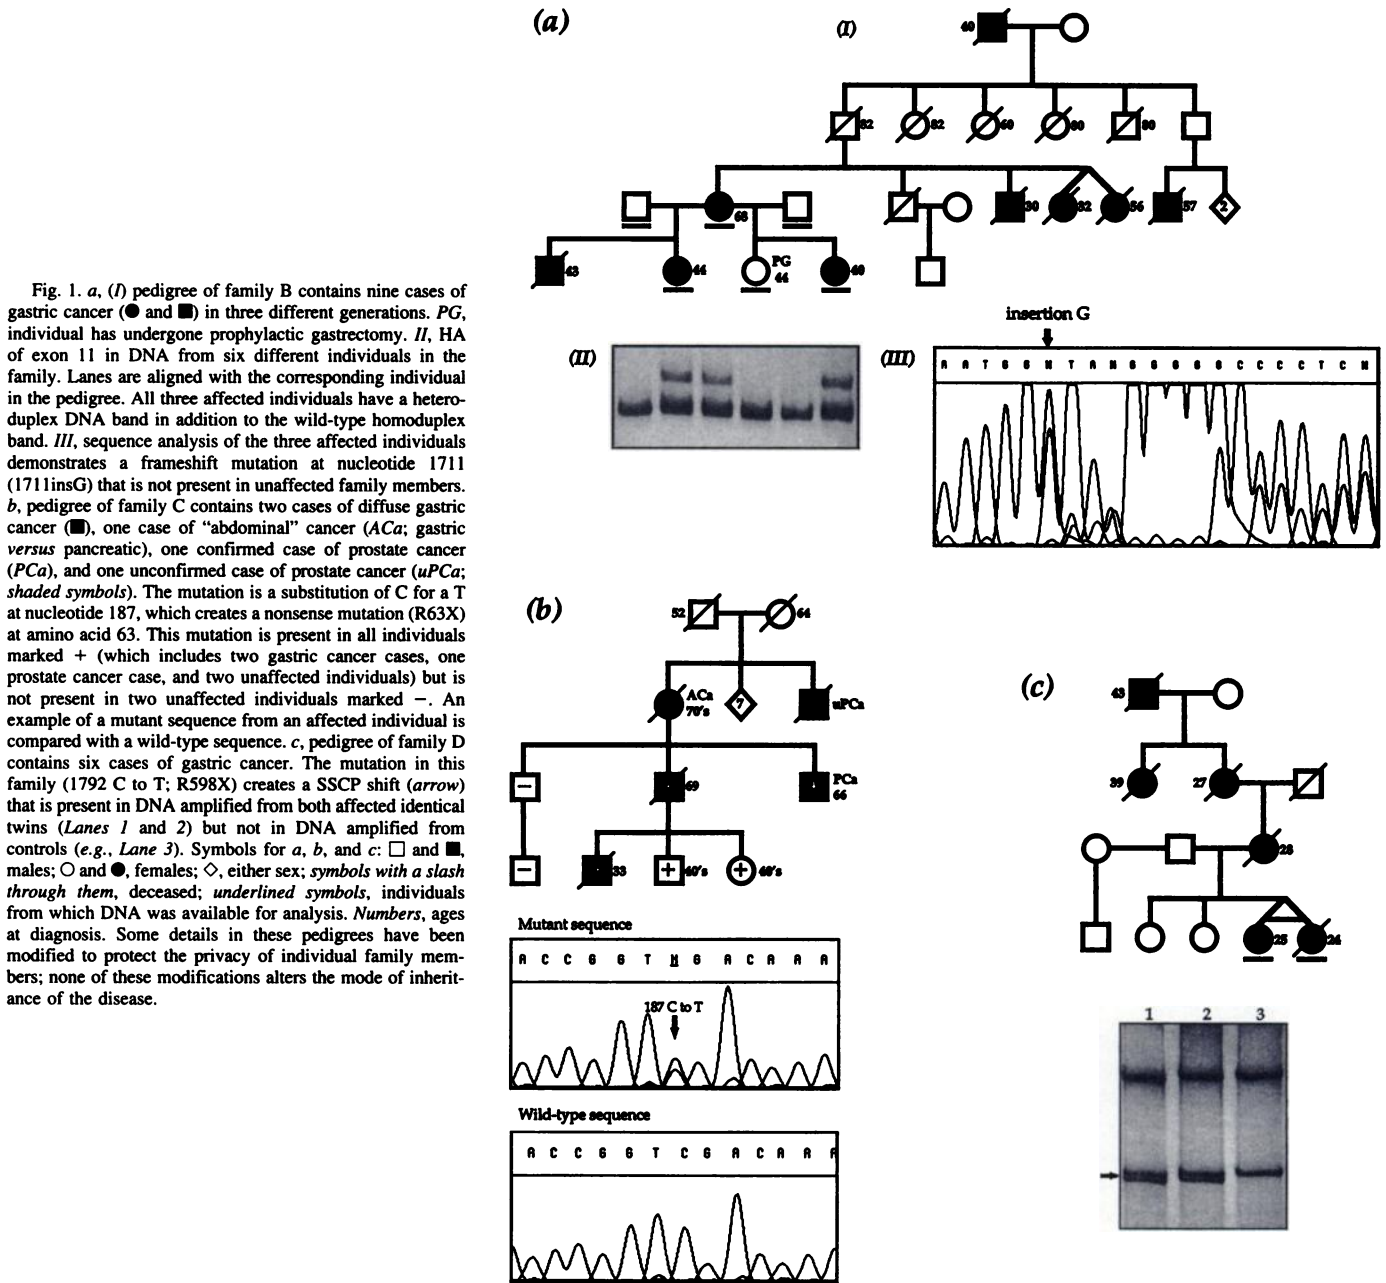 Fig. 1. a, (I) pedigree of family B contains nine cases of
gastric cancer (● and ■) in three different generations. PG,
individual has undergone prophylactic gastrectomy. II, HA
of exon 11 in DNA from six different individuals in the
family. Lanes are aligned with the corresponding individual
in the pedigree. All three affected individuals have a hetero-
duplex DNA band in addition to the wild-type homoduplex
band. III, sequence analysis of the three affected individuals
demonstrates a frameshift mutation at nucleotide 1711
(1711insG) that is not present in unaffected family members.
b, pedigree of family C contains two cases of diffuse gastric
cancer (■), one case of "abdominal" cancer (ACa; gastric
versus pancreatic), one confirmed case of prostate cancer
(PCa), and one unconfirmed case of prostate cancer (uPCa;
shaded symbols). The mutation is a substitution of C for a T
at nucleotide 187, which creates a nonsense mutation (R63X)
at amino acid 63. This mutation is present in all individuals
marked + (which includes two gastric cancer cases, one
prostate cancer case, and two unaffected individuals) but is
not present in two unaffected individuals marked −. An
example of a mutant sequence from an affected individual is
compared with a wild-type sequence. c, pedigree of family D
contains six cases of gastric cancer. The mutation in this
family (1792 C to T; R598X) creates a SSCP shift (arrow)
that is present in DNA amplified from both affected identical
twins (Lanes 1 and 2) but not in DNA amplified from
controls (e.g., Lane 3). Symbols for a, b, and c: □ and ■,
males; ○ and ●, females; ◇, either sex; symbols with a slash
through them, deceased; underlined symbols, individuals
from which DNA was available for analysis. Numbers, ages
at diagnosis. Some details in these pedigrees have been
modified to protect the privacy of individual family mem-
bers; none of these modifications alters the mode of inherit-
ance of the disease.
(a)
(I)
40
82 82 60 80 80
68 30 32 56 57 2
43 44 PG 44 40
(II)
(III)
insertion G
A A T G G N T A N G G G G G C C C C T C N
(b)
52 64
ACa 70's 7 uPCa
− 69 PCa 66
− 33 + 40's + 40's
Mutant sequence
A C C G G T N G A C A A A
187 C to T
Wild-type sequence
A C C G G T C G A C A A A
(c)
43
39 27
28
25 24
1 2 3